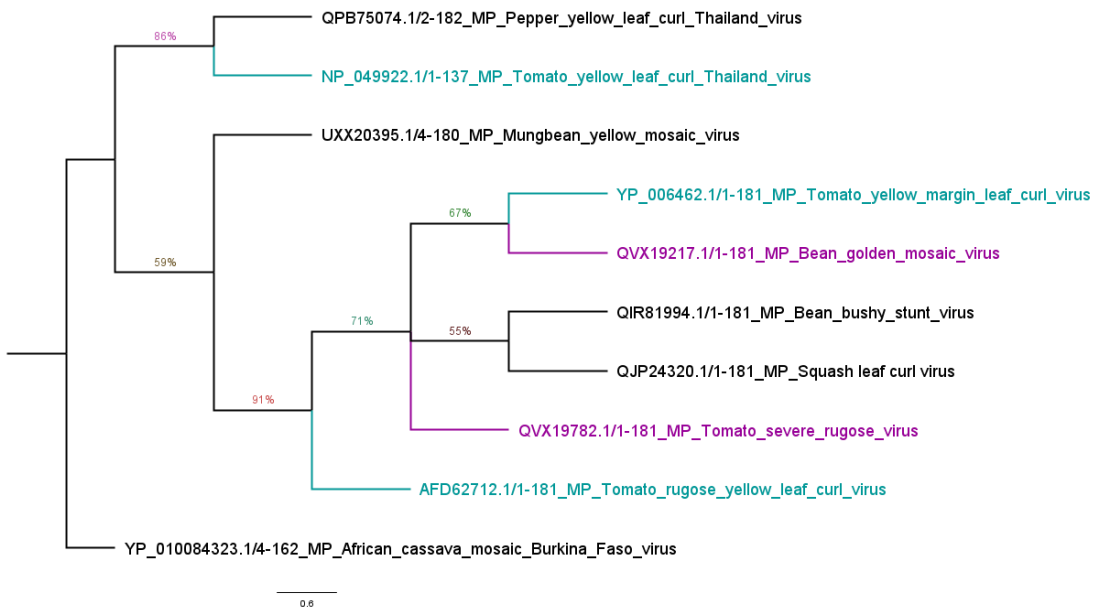 QPB75074.1/2-182_MP_Pepper_yellow_leaf_curl_Thailand_virus
86%
NP_049922.1/1-137_MP_Tomato_yellow_leaf_curl_Thailand_virus
UXX20395.1/4-180_MP_Mungbean_yellow_mosaic_virus
YP_006462.1/1-181_MP_Tomato_yellow_margin_leaf_curl_virus
67%
QVX19217.1/1-181_MP_Bean_golden_mosaic_virus
59%
QIR81994.1/1-181_MP_Bean_bushy_stunt_virus
71%
55%
QJP24320.1/1-181_MP_Squash leaf curl virus
91%
QVX19782.1/1-181_MP_Tomato_severe_rugose_virus
AFD62712.1/1-181_MP_Tomato_rugose_yellow_leaf_curl_virus
YP_010084323.1/4-162_MP_African_cassava_mosaic_Burkina_Faso_virus
0.6